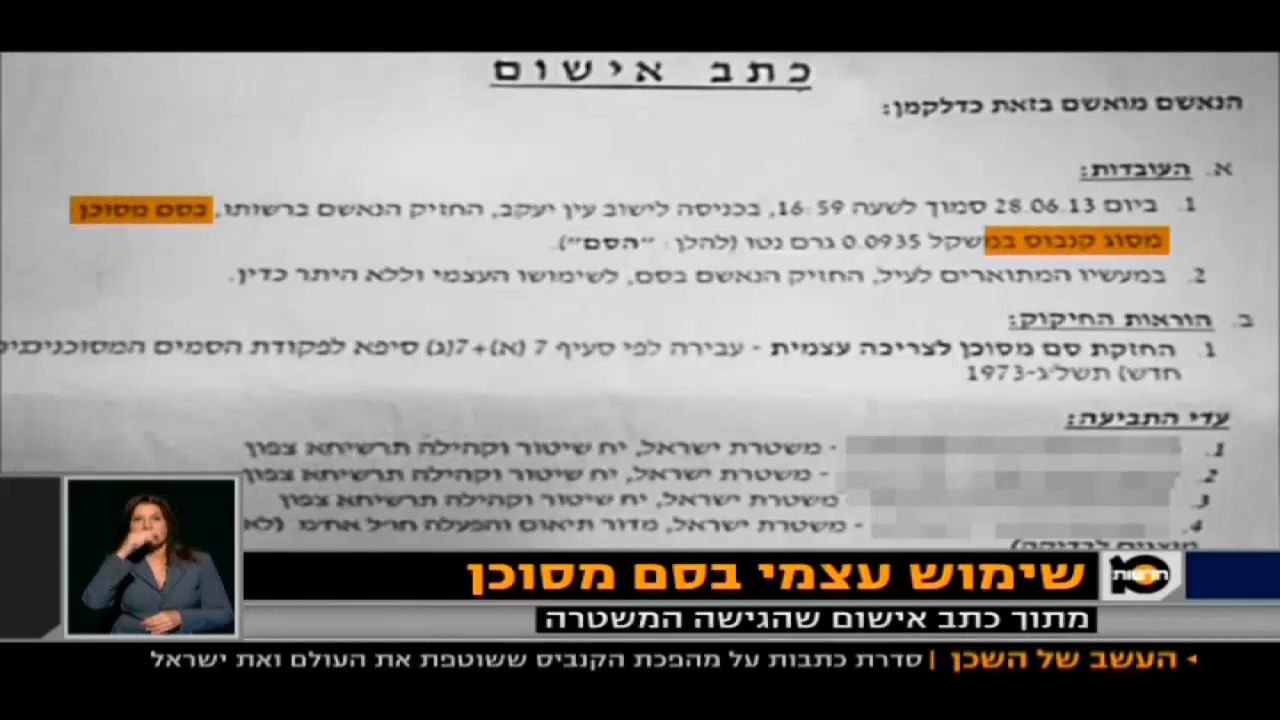 כתב אישום
הנאשם מואשם בזאת כדלקמן:
א. העובדות:
1. ביום 28.06.13 סמוך לשעה 16:59, בכניסה לישוב עין יעקב, החזיק הנאשם ברשותו, בסם מסוכן
מסוג קנבוס במשקל 0.0935 גרם נטו (להלן: "הסם").
2. במעשיו המתוארים לעיל, החזיק הנאשם בסם, לשימושו העצמי וללא היתר כדין.
ב. הוראות החיקוק:
1. החזקת סם מסוכן לצריכה עצמית - עבירה לפי סעיף 7 (א)+7(ג) סיפא לפקודת הסמים המסוכנים
חדש) תשל"ג-1973
עדי התביעה:
1. - משטרת ישראל, יח שיטור וקהילה תרשיחא צפון
2. - משטרת ישראל, יח שיטור וקהילה תרשיחא צפון
3. משטרת ישראל, יח שיטור וקהילה תרשיחא צפון
4. - משטרת ישראל, מדור תיאום והפעלה חו"ל את"מ (לא
חדשות 10
שימוש עצמי בסם מסוכן
מתוך כתב אישום שהגישה המשטרה
העשב של השכן | סדרת כתבות על מהפכת הקנביס ששוטפת את העולם ואת ישראל